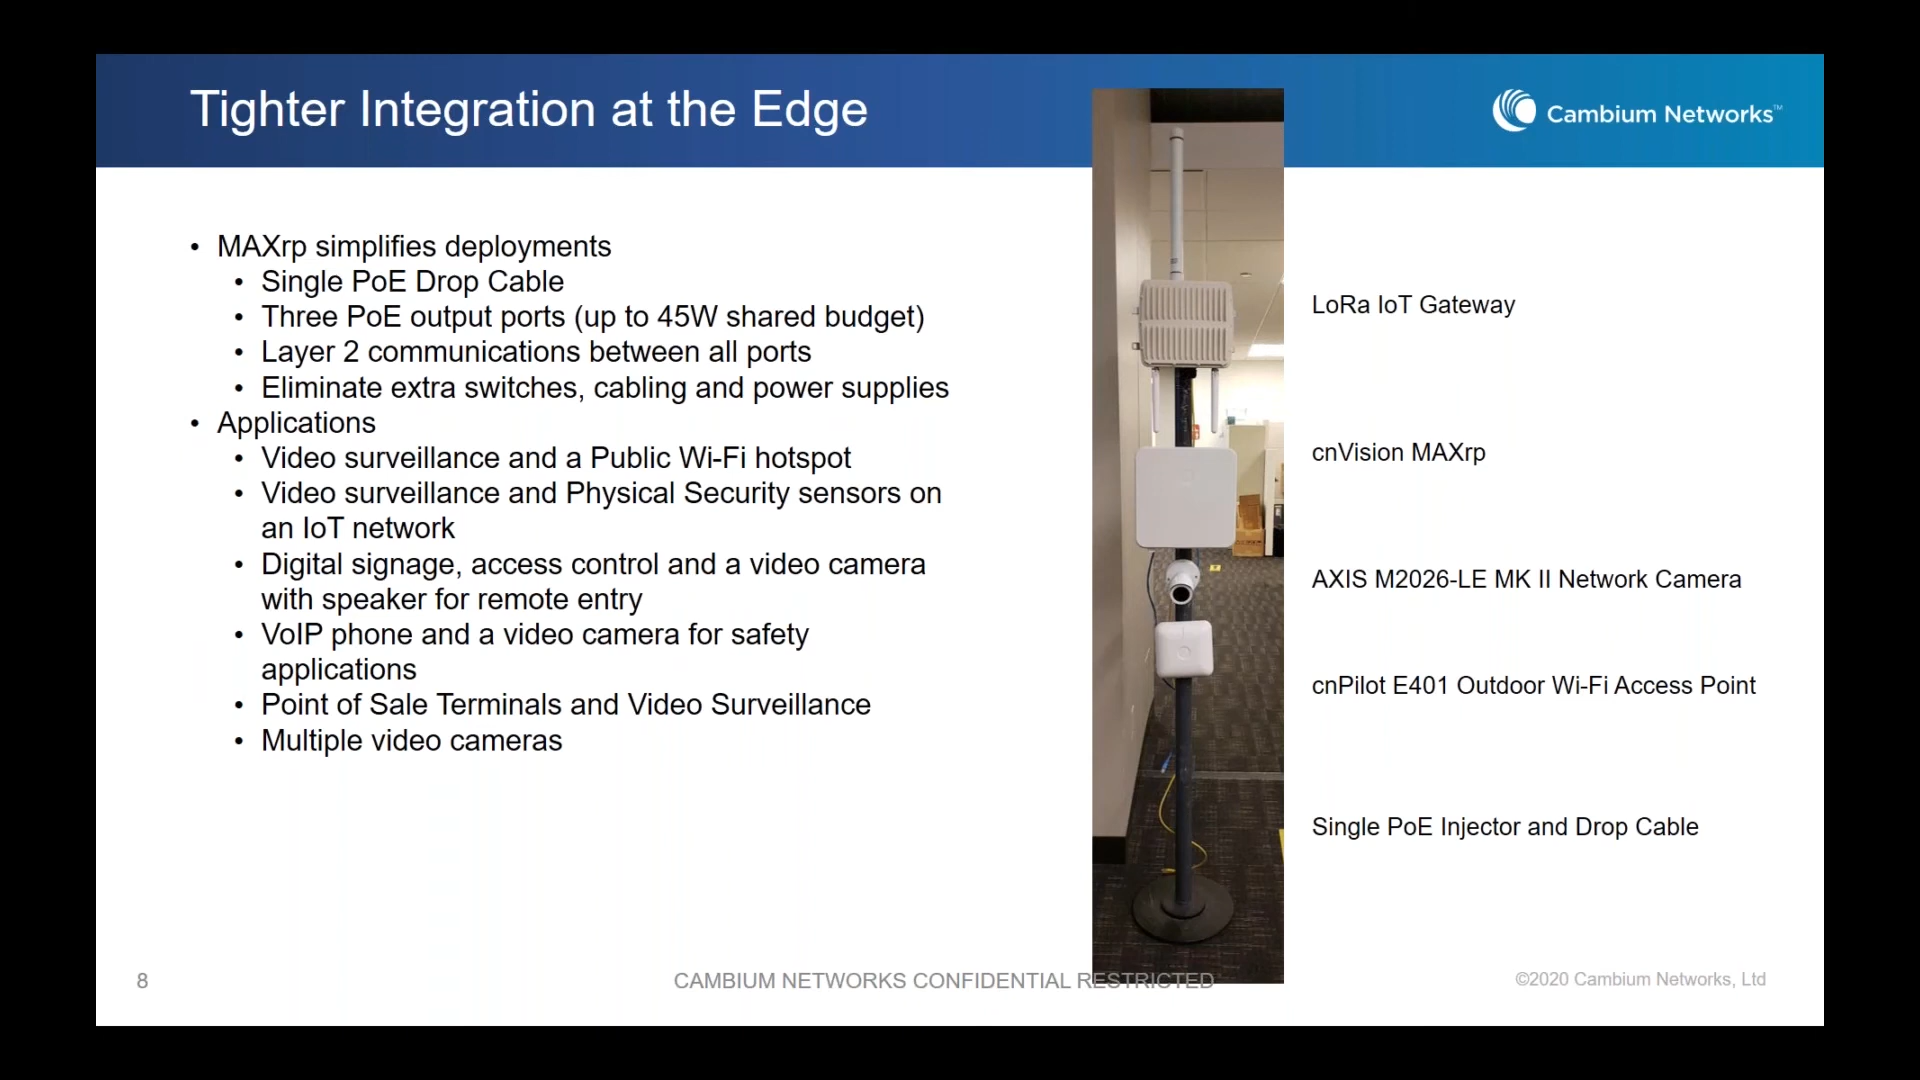 Tighter Integration at the Edge
Cambium Networks™
• MAXrp simplifies deployments
• Single PoE Drop Cable
• Three PoE output ports (up to 45W shared budget)
• Layer 2 communications between all ports
• Eliminate extra switches, cabling and power supplies
• Applications
• Video surveillance and a Public Wi-Fi hotspot
• Video surveillance and Physical Security sensors on
an IoT network
• Digital signage, access control and a video camera
with speaker for remote entry
• VoIP phone and a video camera for safety
applications
• Point of Sale Terminals and Video Surveillance
• Multiple video cameras
LoRa IoT Gateway
cnVision MAXrp
AXIS M2026-LE MK II Network Camera
cnPilot E401 Outdoor Wi-Fi Access Point
Single PoE Injector and Drop Cable
8
CAMBIUM NETWORKS CONFIDENTIAL RESTRICTED
©2020 Cambium Networks, Ltd